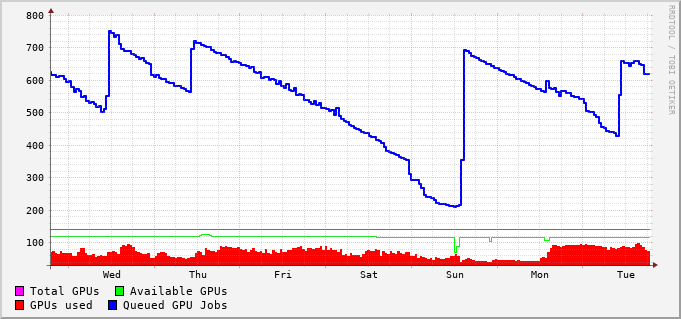 800
700
600
500
400
300
200
100
Wed Thu Fri Sat Sun Mon Tue
Total GPUs Available GPUs
GPUs used Queued GPU Jobs
RRDTOOL / TOBI OETIKER